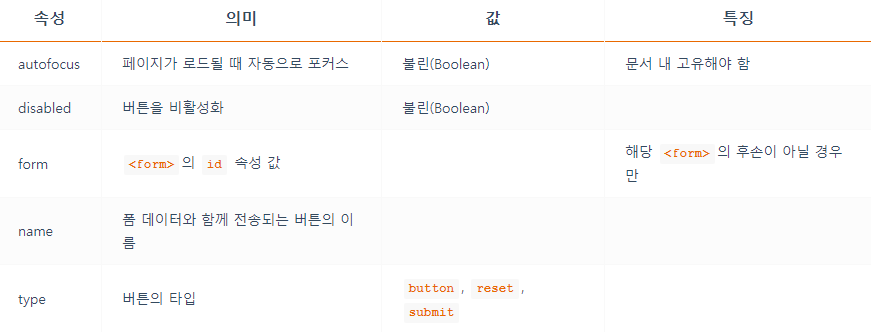 속성 의미 값 특징
autofocus 페이지가 로드될 때 자동으로 포커스 불린(Boolean) 문서 내 고유해야 함
disabled 버튼을 비활성화 불린(Boolean)
form <form> 의 id 속성 값 해당 <form> 의 후손이 아닐 경우
만
name 폼 데이터와 함께 전송되는 버튼의 이
름
type 버튼의 타입 button, reset,
submit